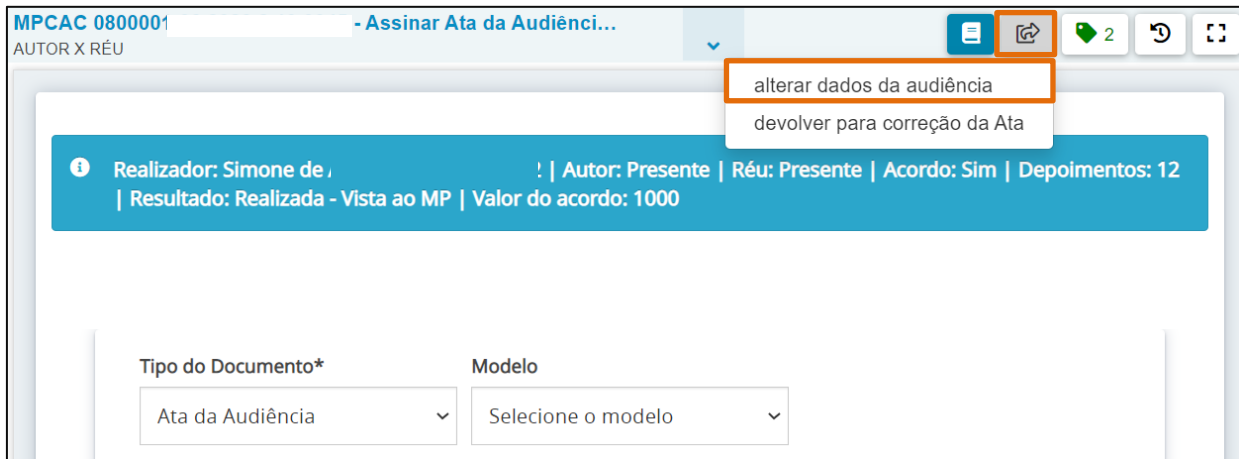 MPCAC 0800001 - Assinar Ata da Audiênci...
AUTOR X RÉU
2
alterar dados da audiência
devolver para correção da Ata
Realizador: Simone de | Autor: Presente | Réu: Presente | Acordo: Sim | Depoimentos: 12
| Resultado: Realizada - Vista ao MP | Valor do acordo: 1000
Tipo do Documento* Modelo
Ata da Audiência Selecione o modelo